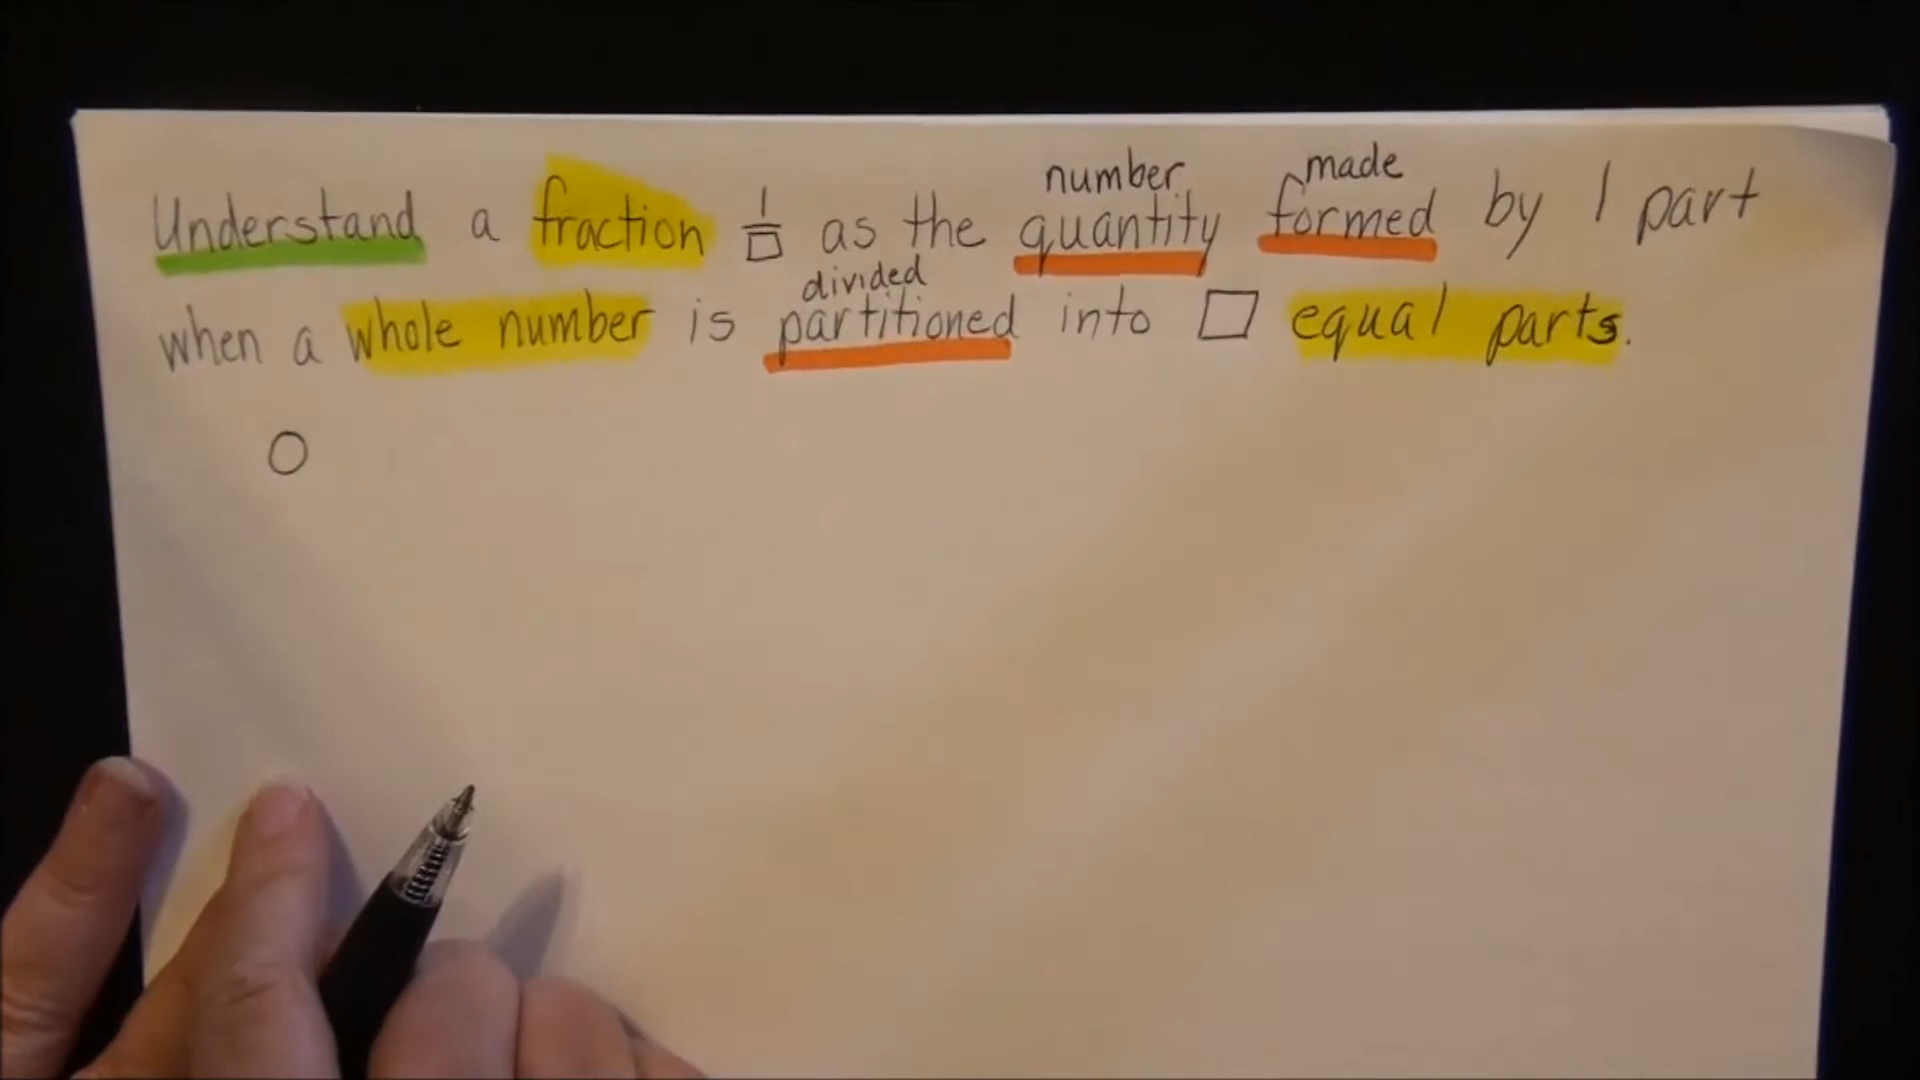 number made
Understand a fraction 1/□ as the quantity formed by 1 part
divided
when a whole number is partitioned into □ equal parts.
O